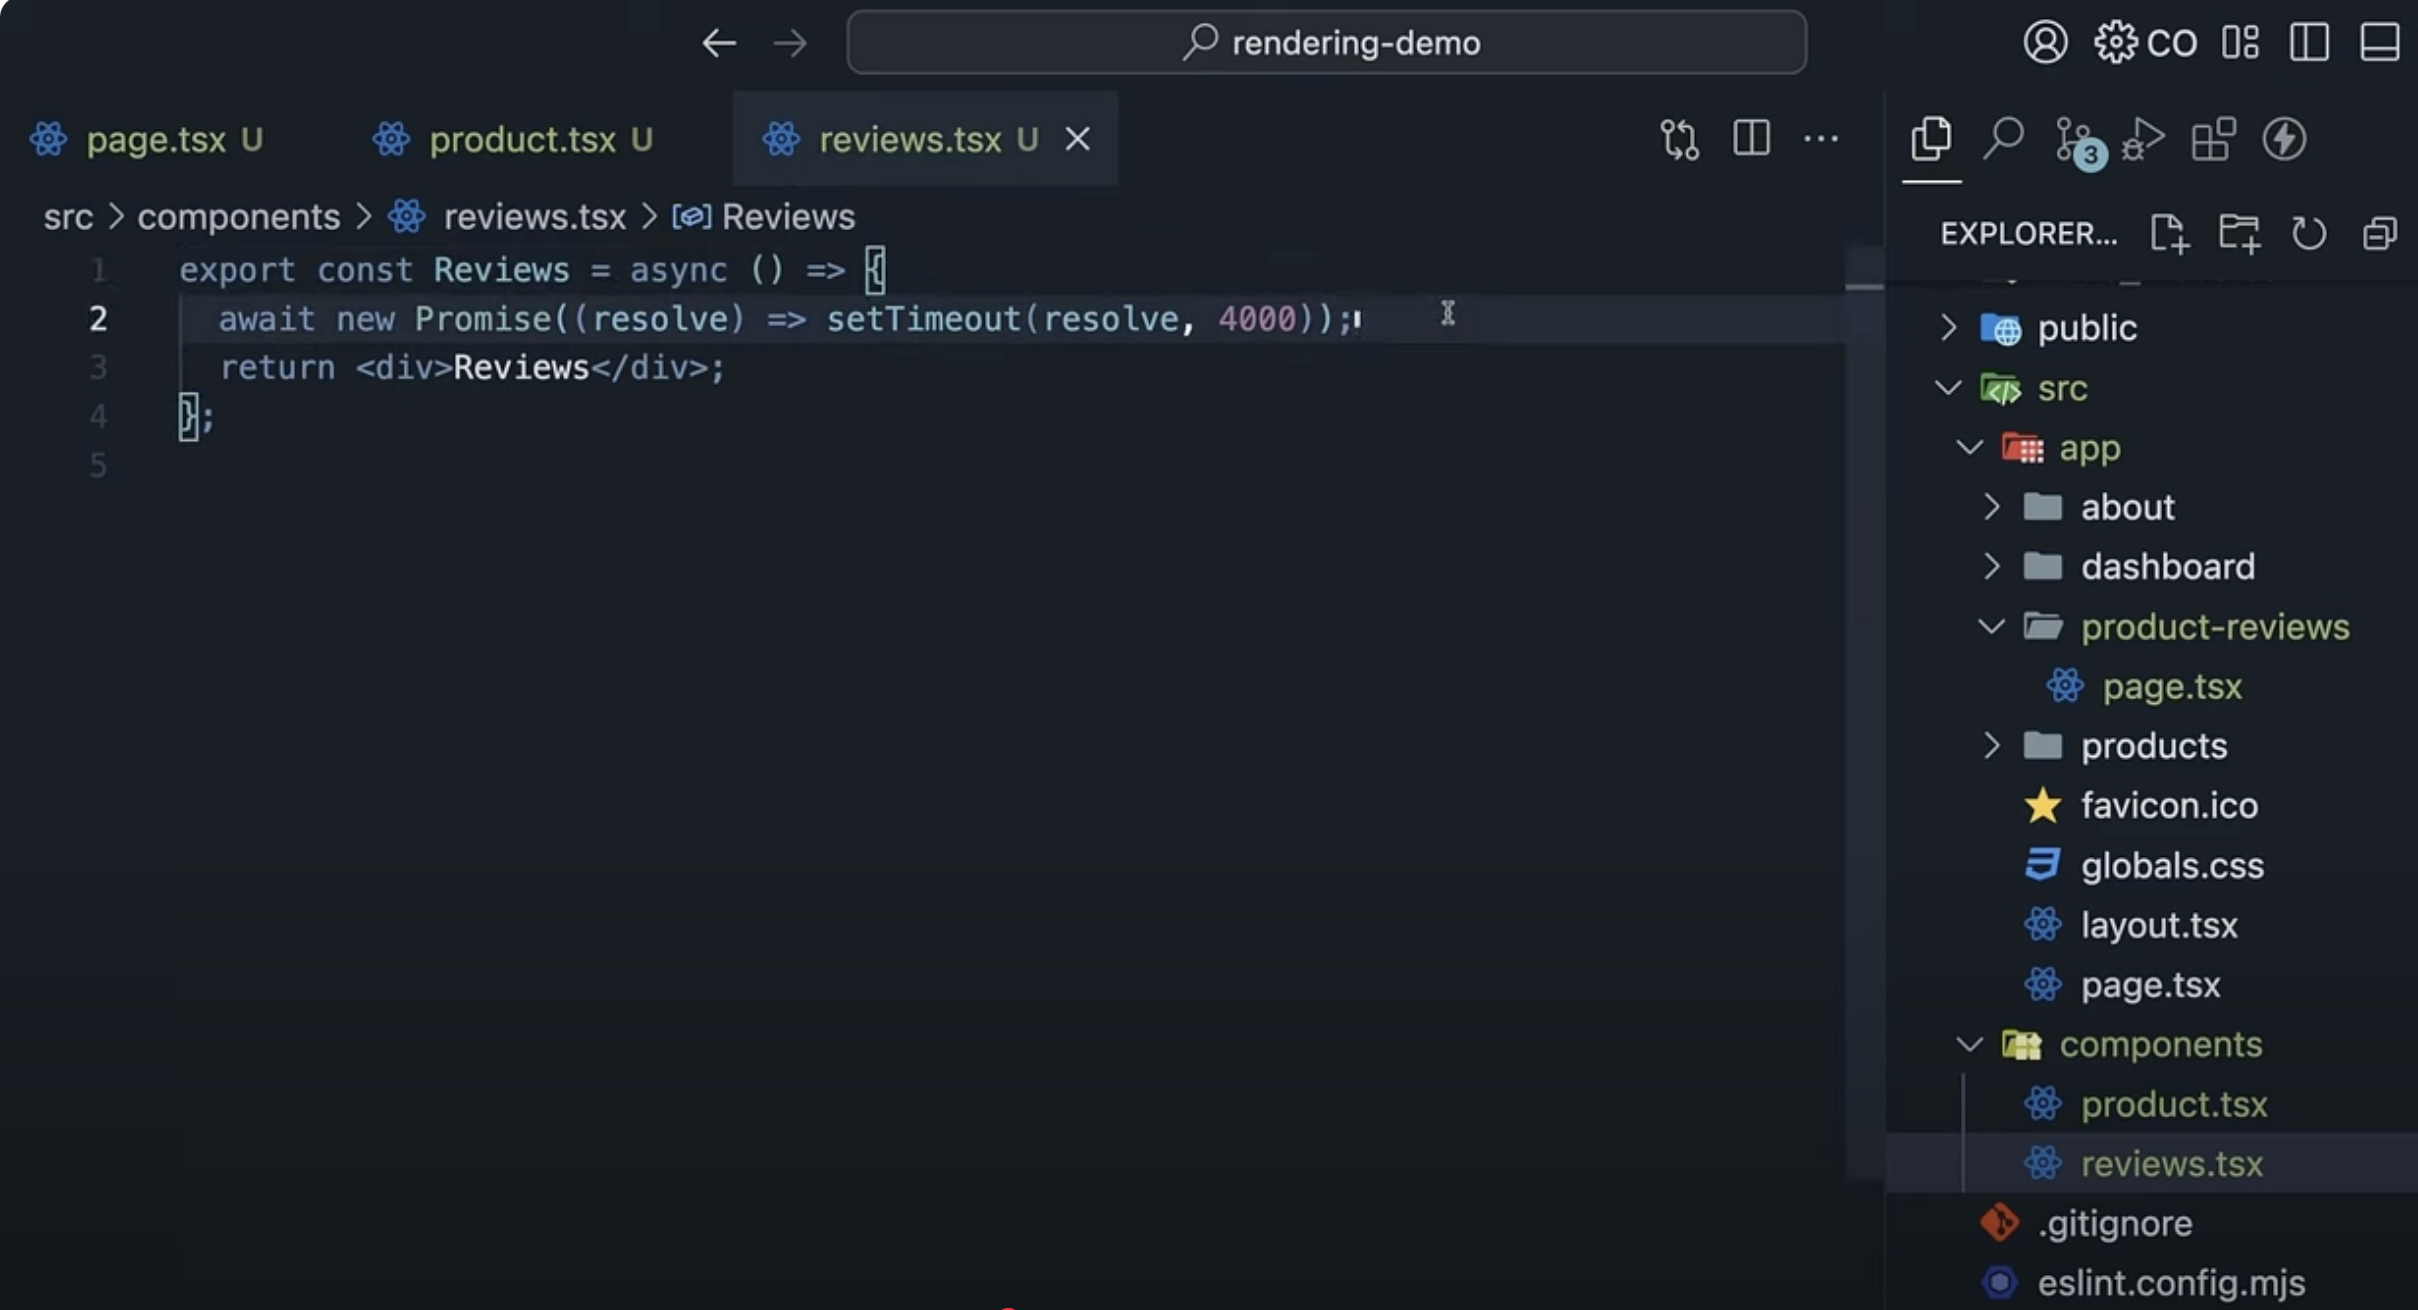 rendering-demo
CO
page.tsx U
product.tsx U
reviews.tsx U
3
src > components > reviews.tsx > Reviews
EXPLORER...
1 export const Reviews = async () => {
2 await new Promise((resolve) => setTimeout(resolve, 4000));
3 return <div>Reviews</div>;
4 };
5
public
src
app
about
dashboard
product-reviews
page.tsx
products
favicon.ico
globals.css
layout.tsx
page.tsx
components
product.tsx
reviews.tsx
.gitignore
eslint.config.mjs